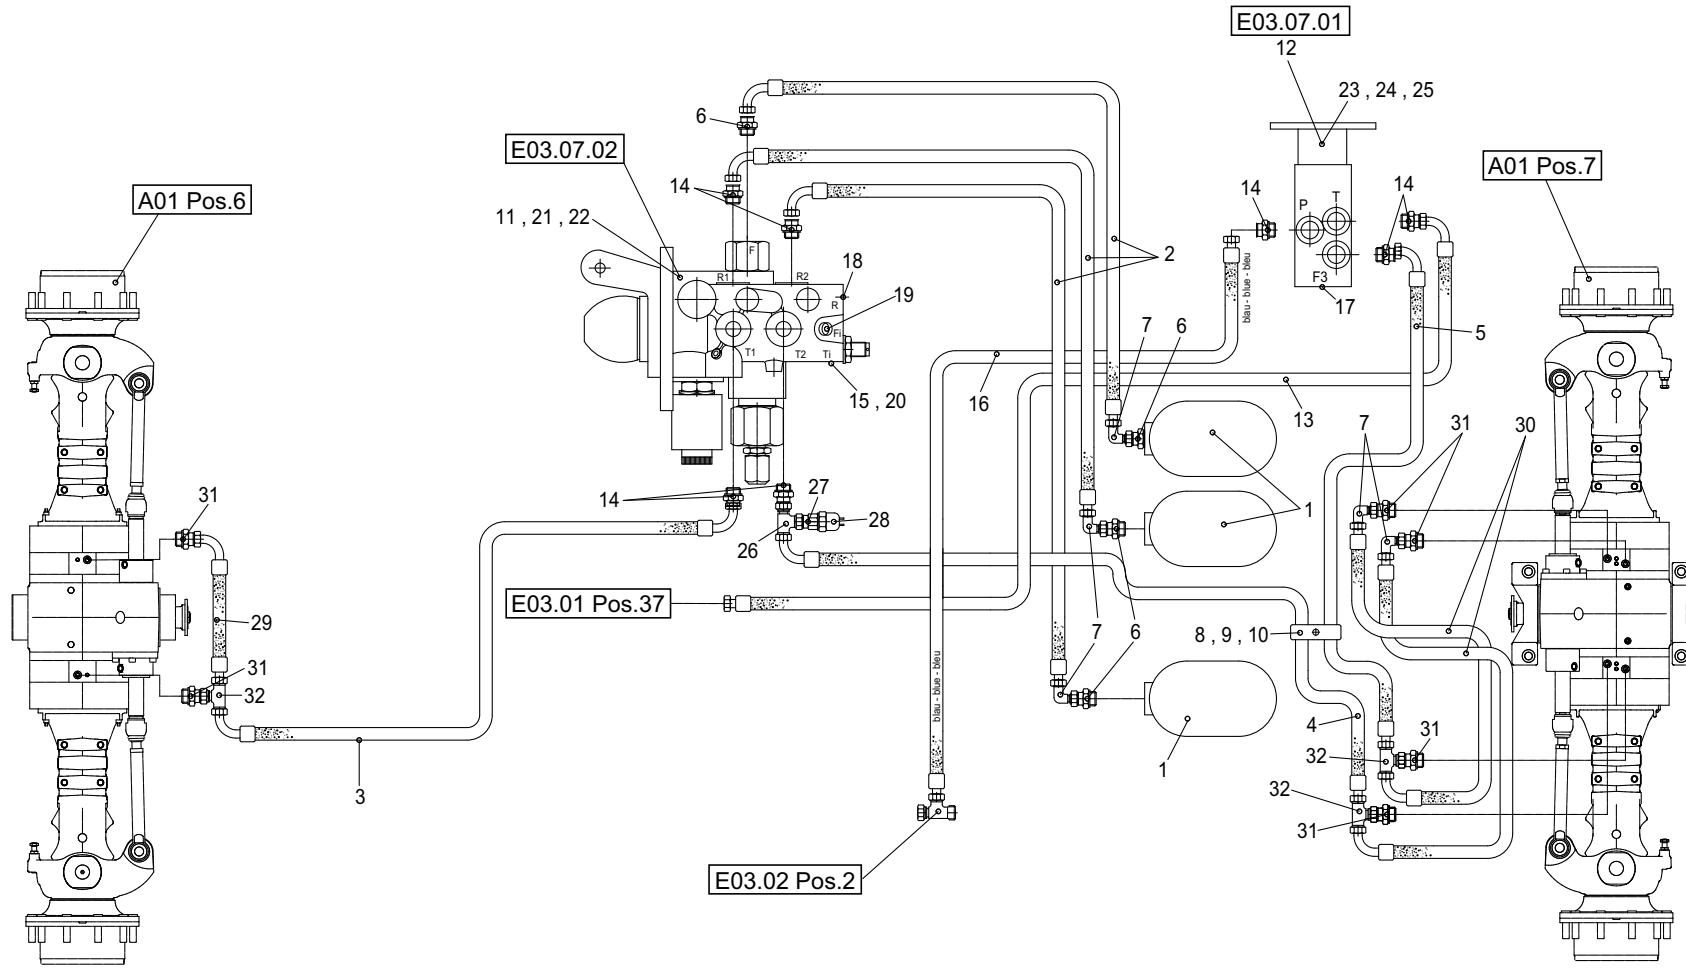 E03.07.01
12
23 , 24 , 25
6
E03.07.02
A01 Pos.7
A01 Pos.6
14
14
14
P
T
11 , 21 , 22
2
F
R1
R2
18
R
19
Fi
F3
17
blau - blue - bleu
7
6
5
T1
T2
Ti
15 , 20
16
13
7
31
30
31
14
27
28
1
26
E03.01 Pos.37
29
7
6
8 , 9 , 10
31
32
blau - blue - bleu
4
31
32
1
3
32
31
E03.02 Pos.2